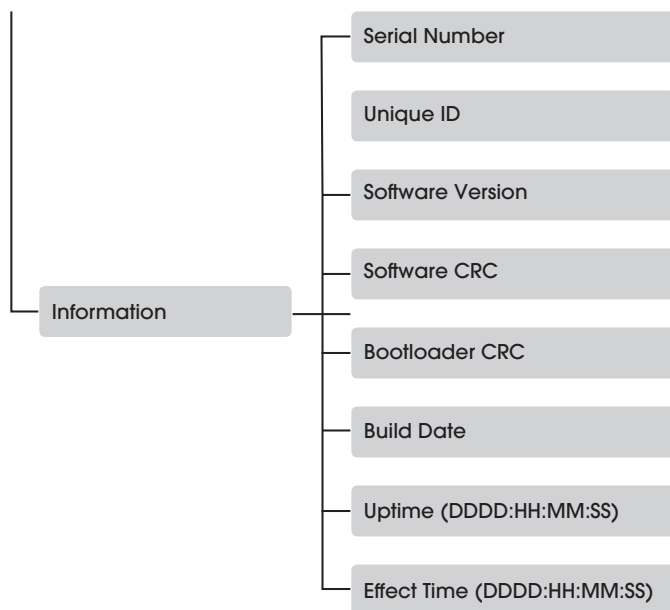 Serial Number
Unique ID
Software Version
Software CRC
Information
Bootloader CRC
Build Date
Uptime (DDDD:HH:MM:SS)
Effect Time (DDDD:HH:MM:SS)